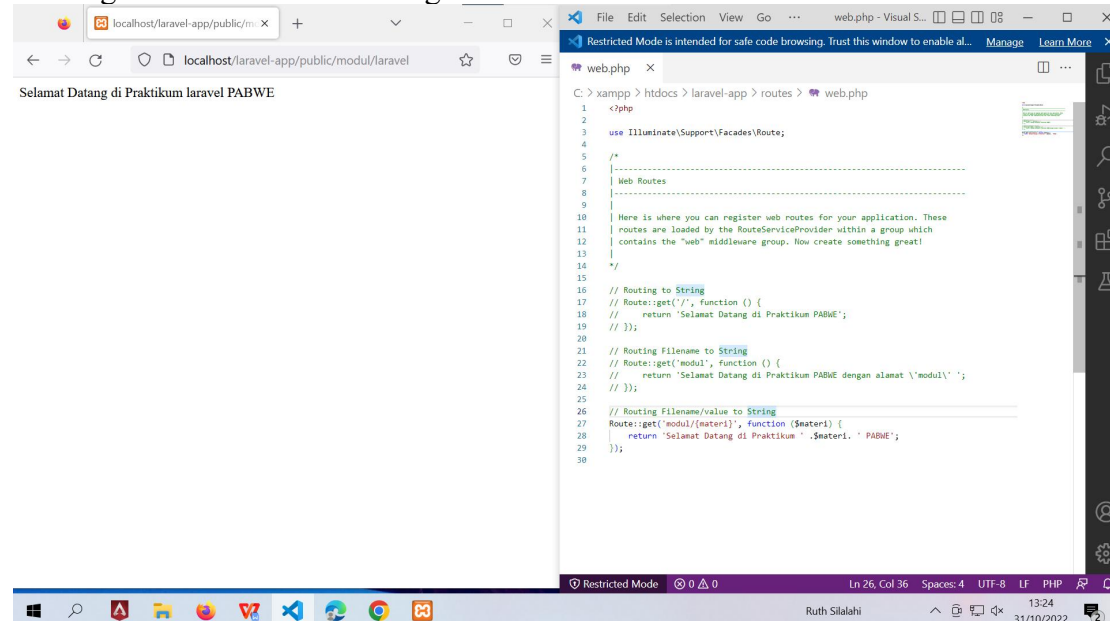 localhost/laravel-app/public/mo
localhost/laravel-app/public/modul/laravel
Selamat Datang di Praktikum laravel PABWE
File Edit Selection View Go ··· web.php - Visual S...
Restricted Mode is intended for safe code browsing. Trust this window to enable al... Manage Learn More
web.php
C: > xampp > htdocs > laravel-app > routes > web.php
1 <?php
2
3 use Illuminate\Support\Facades\Route;
4
5 /*
6 |--------------------------------------------------------------------------
7 | Web Routes
8 |--------------------------------------------------------------------------
9 |
10 | Here is where you can register web routes for your application. These
11 | routes are loaded by the RouteServiceProvider within a group which
12 | contains the "web" middleware group. Now create something great!
13 |
14 */
15
16 // Routing to String
17 // Route::get('/', function () {
18 //     return 'Selamat Datang di Praktikum PABWE';
19 // });
20
21 // Routing Filename to String
22 // Route::get('modul', function () {
23 //     return 'Selamat Datang di Praktikum PABWE dengan alamat \'modul\' ';
24 // });
25
26 // Routing Filename/value to String
27 Route::get('modul/{materi}', function ($materi) {
28     return 'Selamat Datang di Praktikum ' .$materi. ' PABWE';
29 });
30
Restricted Mode 0 0 Ln 26, Col 36 Spaces: 4 UTF-8 LF PHP
Ruth Silalahi
13:24
31/10/2022
2